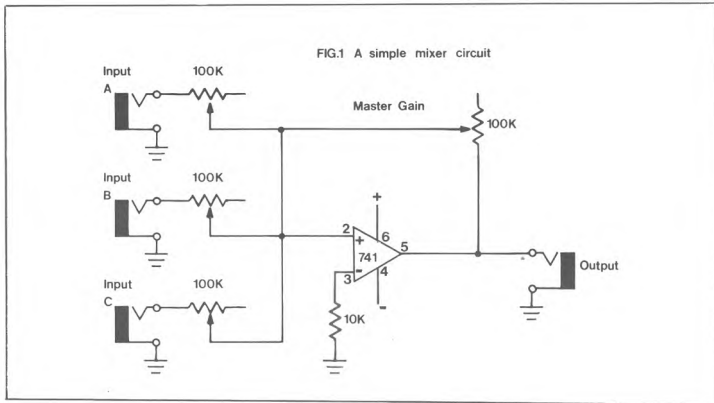 FIG.1 A simple mixer circuit
Input
A
100K
Master Gain
100K
Input
B
100K
+
2
+
6
741
5
-
3
4
-
10K
Output
Input
C
100K